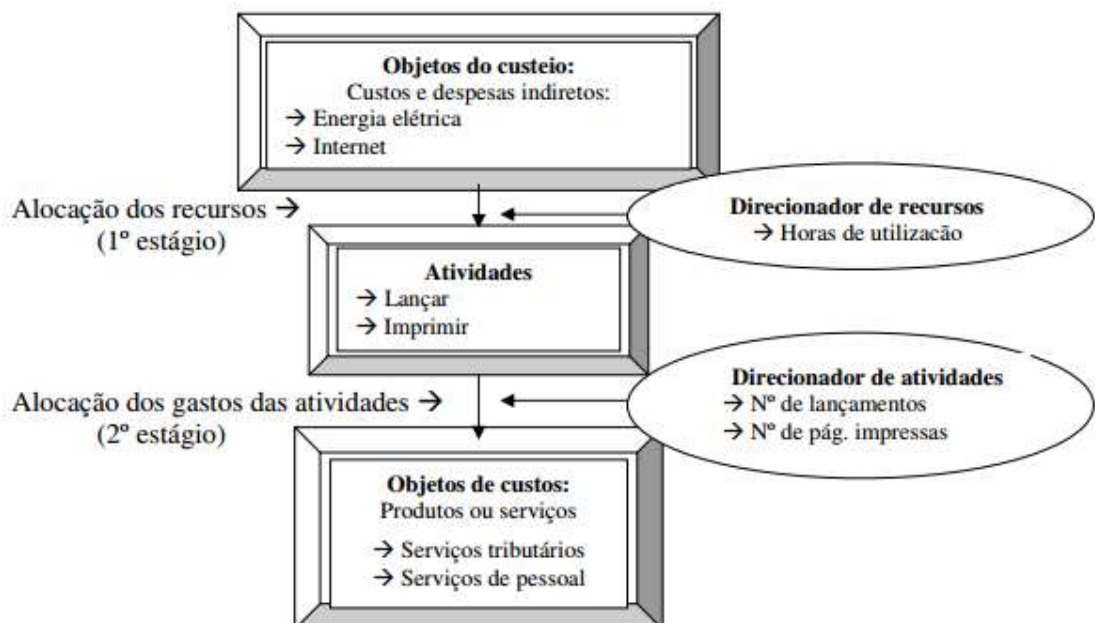 Objetos do custeio:
Custos e despesas indiretos:
→ Energia elétrica
→ Internet
Alocação dos recursos →
(1º estágio)
Direcionador de recursos
→ Horas de utilizacão
Atividades
→ Lançar
→ Imprimir
Alocação dos gastos das atividades →
(2º estágio)
Direcionador de atividades
→ Nº de lançamentos
→ Nº de pág. impressas
Objetos de custos:
Produtos ou serviços
→ Serviços tributários
→ Serviços de pessoal